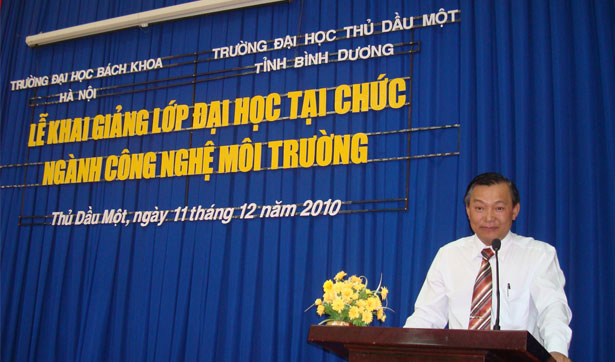 TRƯỜNG ĐẠI HỌC BÁCH KHOA
HÀ NỘI
TRƯỜNG ĐẠI HỌC THỦ DẦU MỘT
TỈNH BÌNH DƯƠNG
LỄ KHAI GIẢNG LỚP ĐẠI HỌC TẠI CHỨC
NGÀNH CÔNG NGHỆ MÔI TRƯỜNG
Thủ Dầu Một, ngày 11 tháng 12 năm 2010